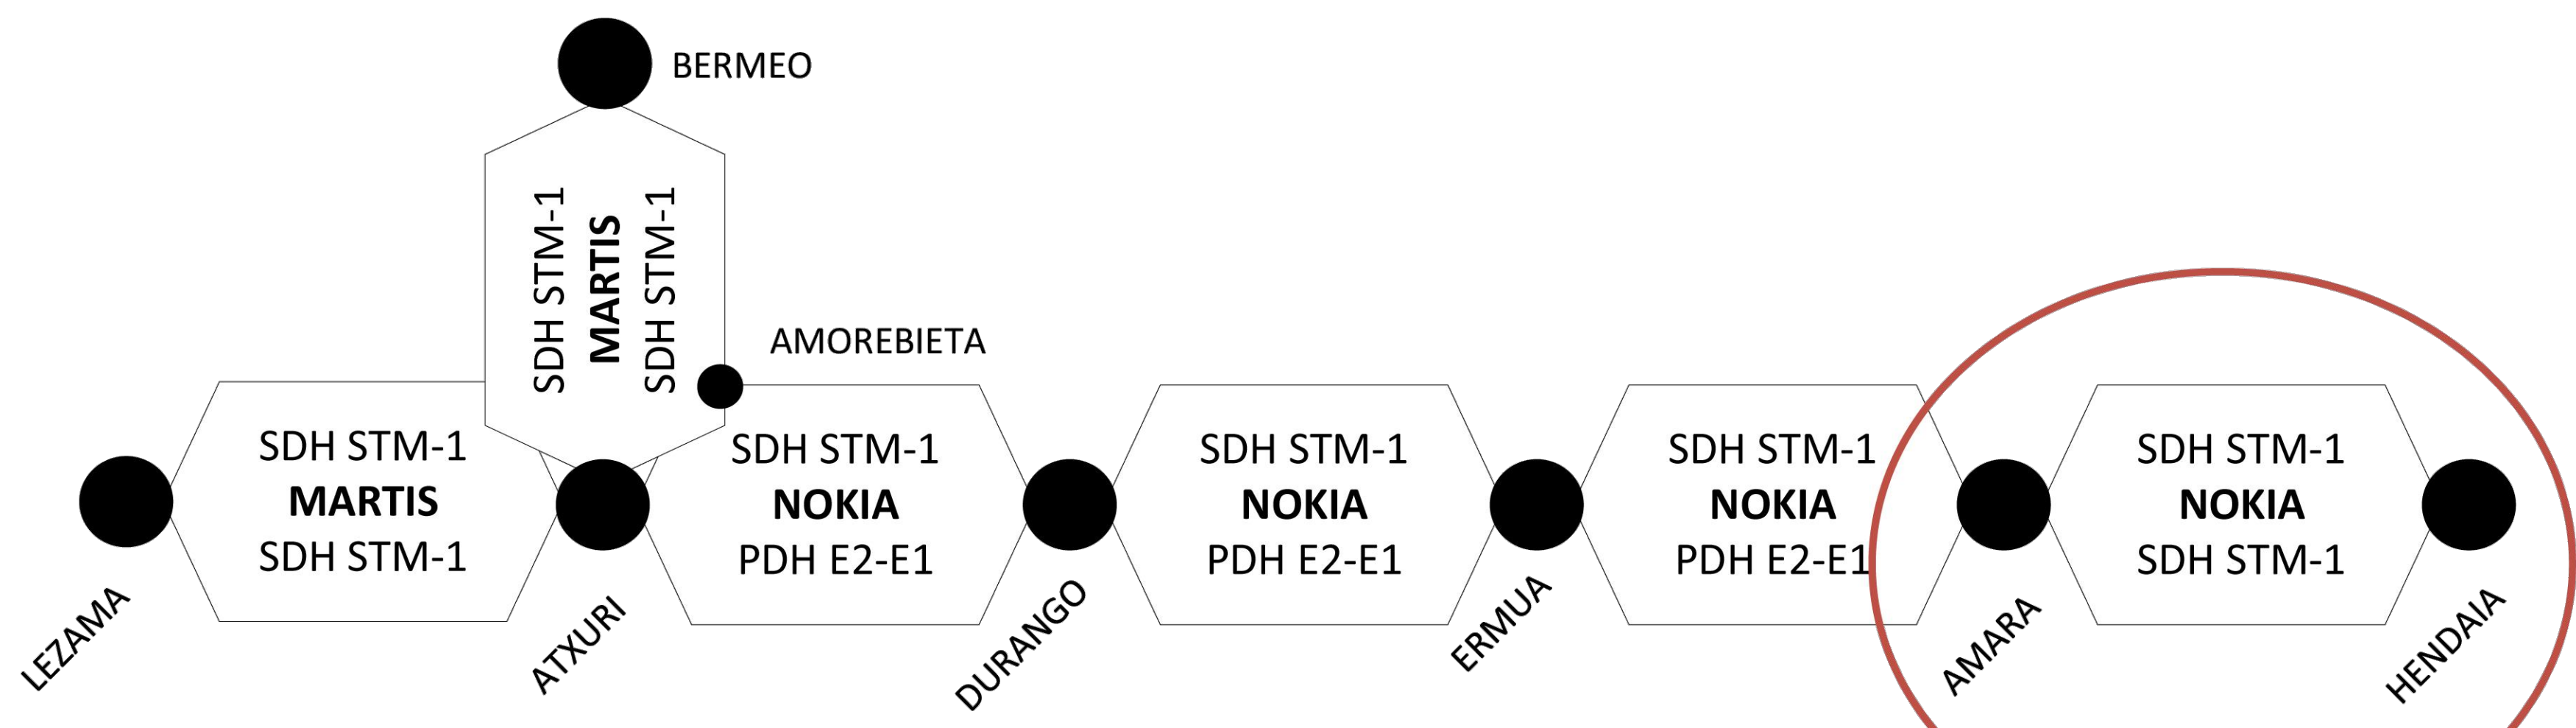 BERMEO
SDH STM-1
MARTIS
SDH STM-1
AMOREBIETA
SDH STM-1
MARTIS
SDH STM-1
SDH STM-1
NOKIA
PDH E2-E1
SDH STM-1
NOKIA
PDH E2-E1
SDH STM-1
NOKIA
PDH E2-E1
SDH STM-1
NOKIA
SDH STM-1
LEZAMA
ATXURI
DURANGO
ERMUA
AMARA
HENDAIA